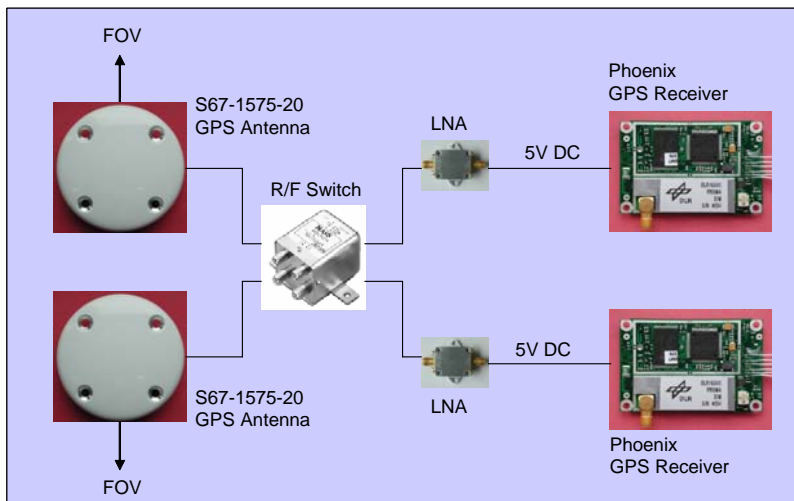 FOV
S67-1575-20
GPS Antenna
LNA
5V DC
Phoenix
GPS Receiver
R/F Switch
S67-1575-20
GPS Antenna
FOV
5V DC
LNA
Phoenix
GPS Receiver
DLR